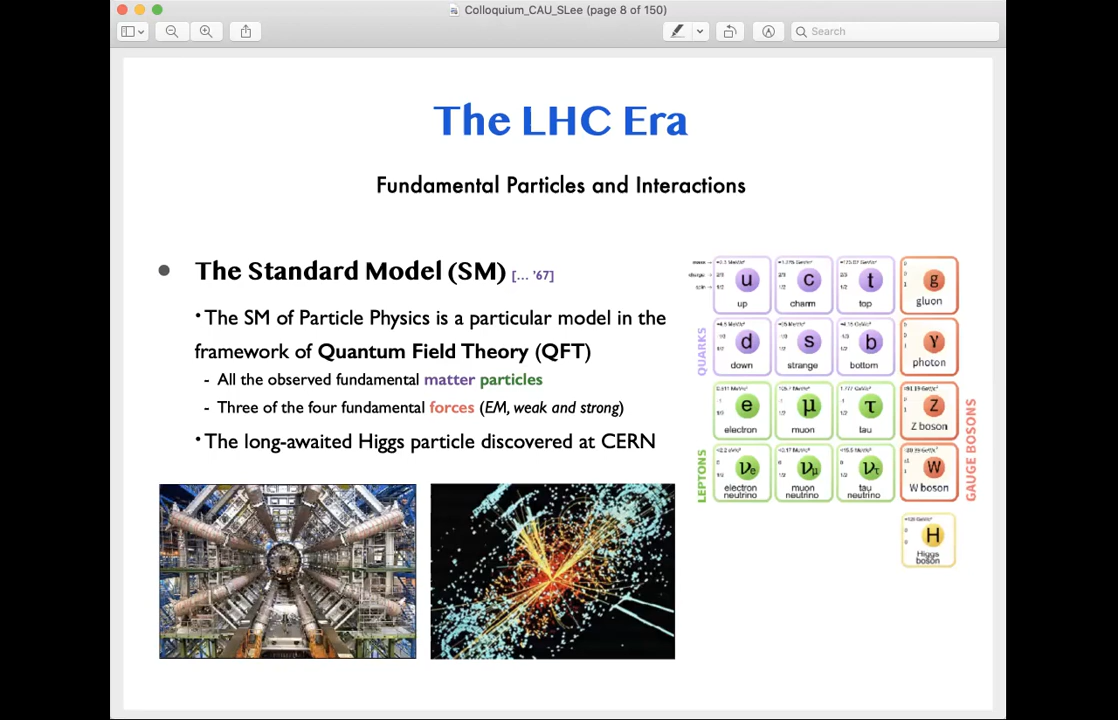 Colloquium_CAU_SLee (page 8 of 150)
Search
The LHC Era
Fundamental Particles and Interactions
• The Standard Model (SM) [... '67]
•The SM of Particle Physics is a particular model in the
framework of Quantum Field Theory (QFT)
- All the observed fundamental matter particles
- Three of the four fundamental forces (EM, weak and strong)
•The long-awaited Higgs particle discovered at CERN
QUARKS
u
up
c
charm
t
top
g
gluon
d
down
s
strange
b
bottom
γ
photon
LEPTONS
e
electron
μ
muon
τ
tau
Z
Z boson
νe
electron
neutrino
νμ
muon
neutrino
ντ
tau
neutrino
W
W boson
GAUGE BOSONS
H
Higgs
boson